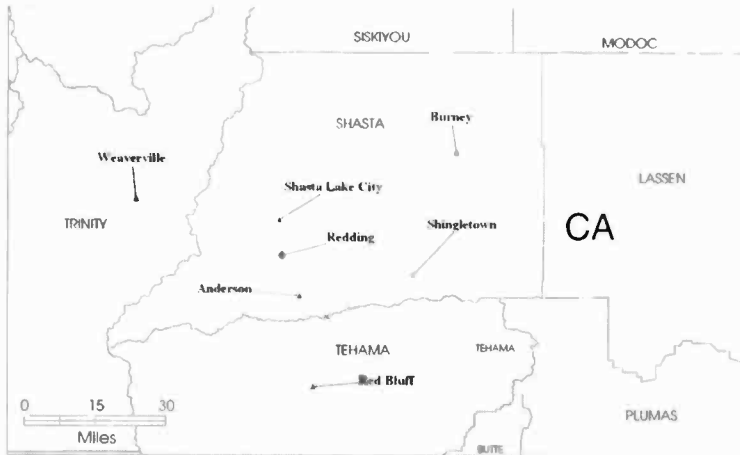 SISKIYOU
MODOC
SHASTA
Burney
Weaverville
LASSEN
Shasta Lake City
TRINITY
Shingletown
CA
Redding
Anderson
TEHAMA
TEHAMA
Red Bluff
0 15 30
Miles
PLUMAS
BUTTE